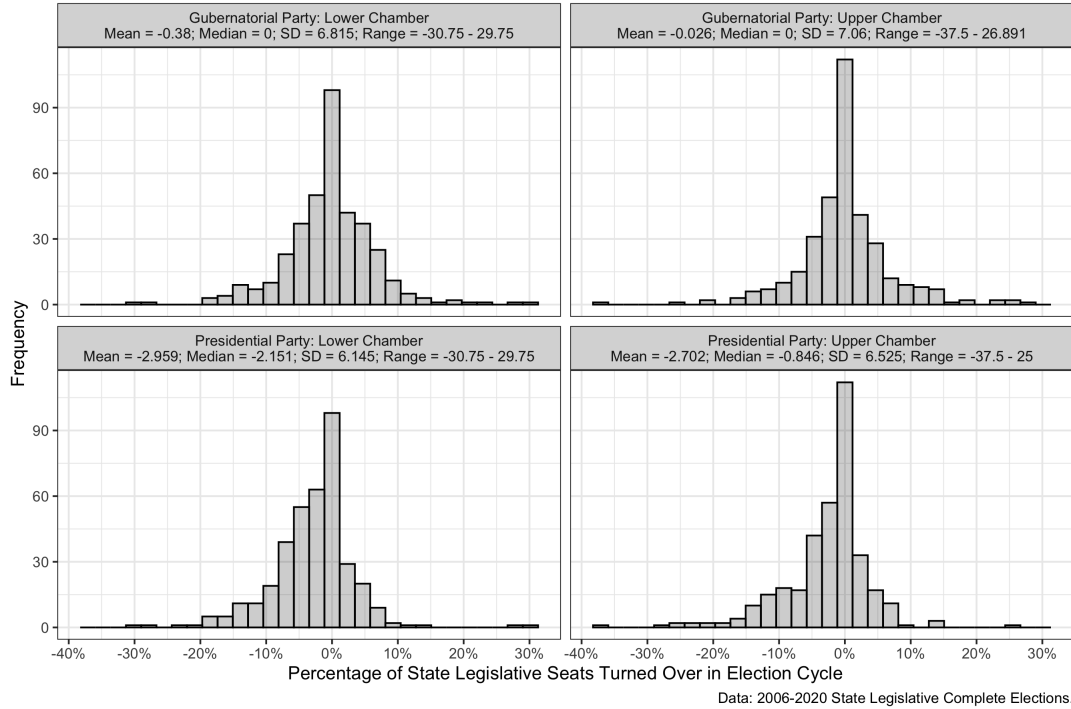 Gubernatorial Party: Lower Chamber
Mean = -0.38; Median = 0; SD = 6.815; Range = -30.75 - 29.75
Gubernatorial Party: Upper Chamber
Mean = -0.026; Median = 0; SD = 7.06; Range = -37.5 - 26.891
90
60
30
0
Presidential Party: Lower Chamber
Mean = -2.959; Median = -2.151; SD = 6.145; Range = -30.75 - 29.75
Presidential Party: Upper Chamber
Mean = -2.702; Median = -0.846; SD = 6.525; Range = -37.5 - 25
90
60
30
0
Frequency
-40% -30% -20% -10% 0% 10% 20% 30%
-40% -30% -20% -10% 0% 10% 20% 30%
Percentage of State Legislative Seats Turned Over in Election Cycle
Data: 2006-2020 State Legislative Complete Elections.